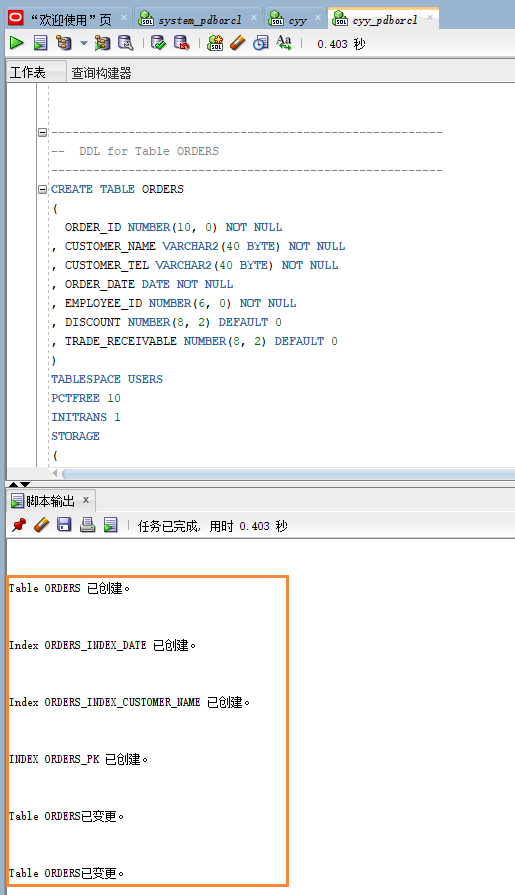 “欢迎使用”页 system_pdborcl cyy cyy_pdborcl
0.403 秒
工作表 查询构建器
--------------------------------------------------------
--  DDL for Table ORDERS
--------------------------------------------------------
CREATE TABLE ORDERS
(
ORDER_ID NUMBER(10, 0) NOT NULL
, CUSTOMER_NAME VARCHAR2(40 BYTE) NOT NULL
, CUSTOMER_TEL VARCHAR2(40 BYTE) NOT NULL
, ORDER_DATE DATE NOT NULL
, EMPLOYEE_ID NUMBER(6, 0) NOT NULL
, DISCOUNT NUMBER(8, 2) DEFAULT 0
, TRADE_RECEIVABLE NUMBER(8, 2) DEFAULT 0
)
TABLESPACE USERS
PCTFREE 10
INITRANS 1
STORAGE
(
脚本输出 x
任务已完成, 用时 0.403 秒
Table ORDERS 已创建。
Index ORDERS_INDEX_DATE 已创建。
Index ORDERS_INDEX_CUSTOMER_NAME 已创建。
INDEX ORDERS_PK 已创建。
Table ORDERS已变更。
Table ORDERS已变更。